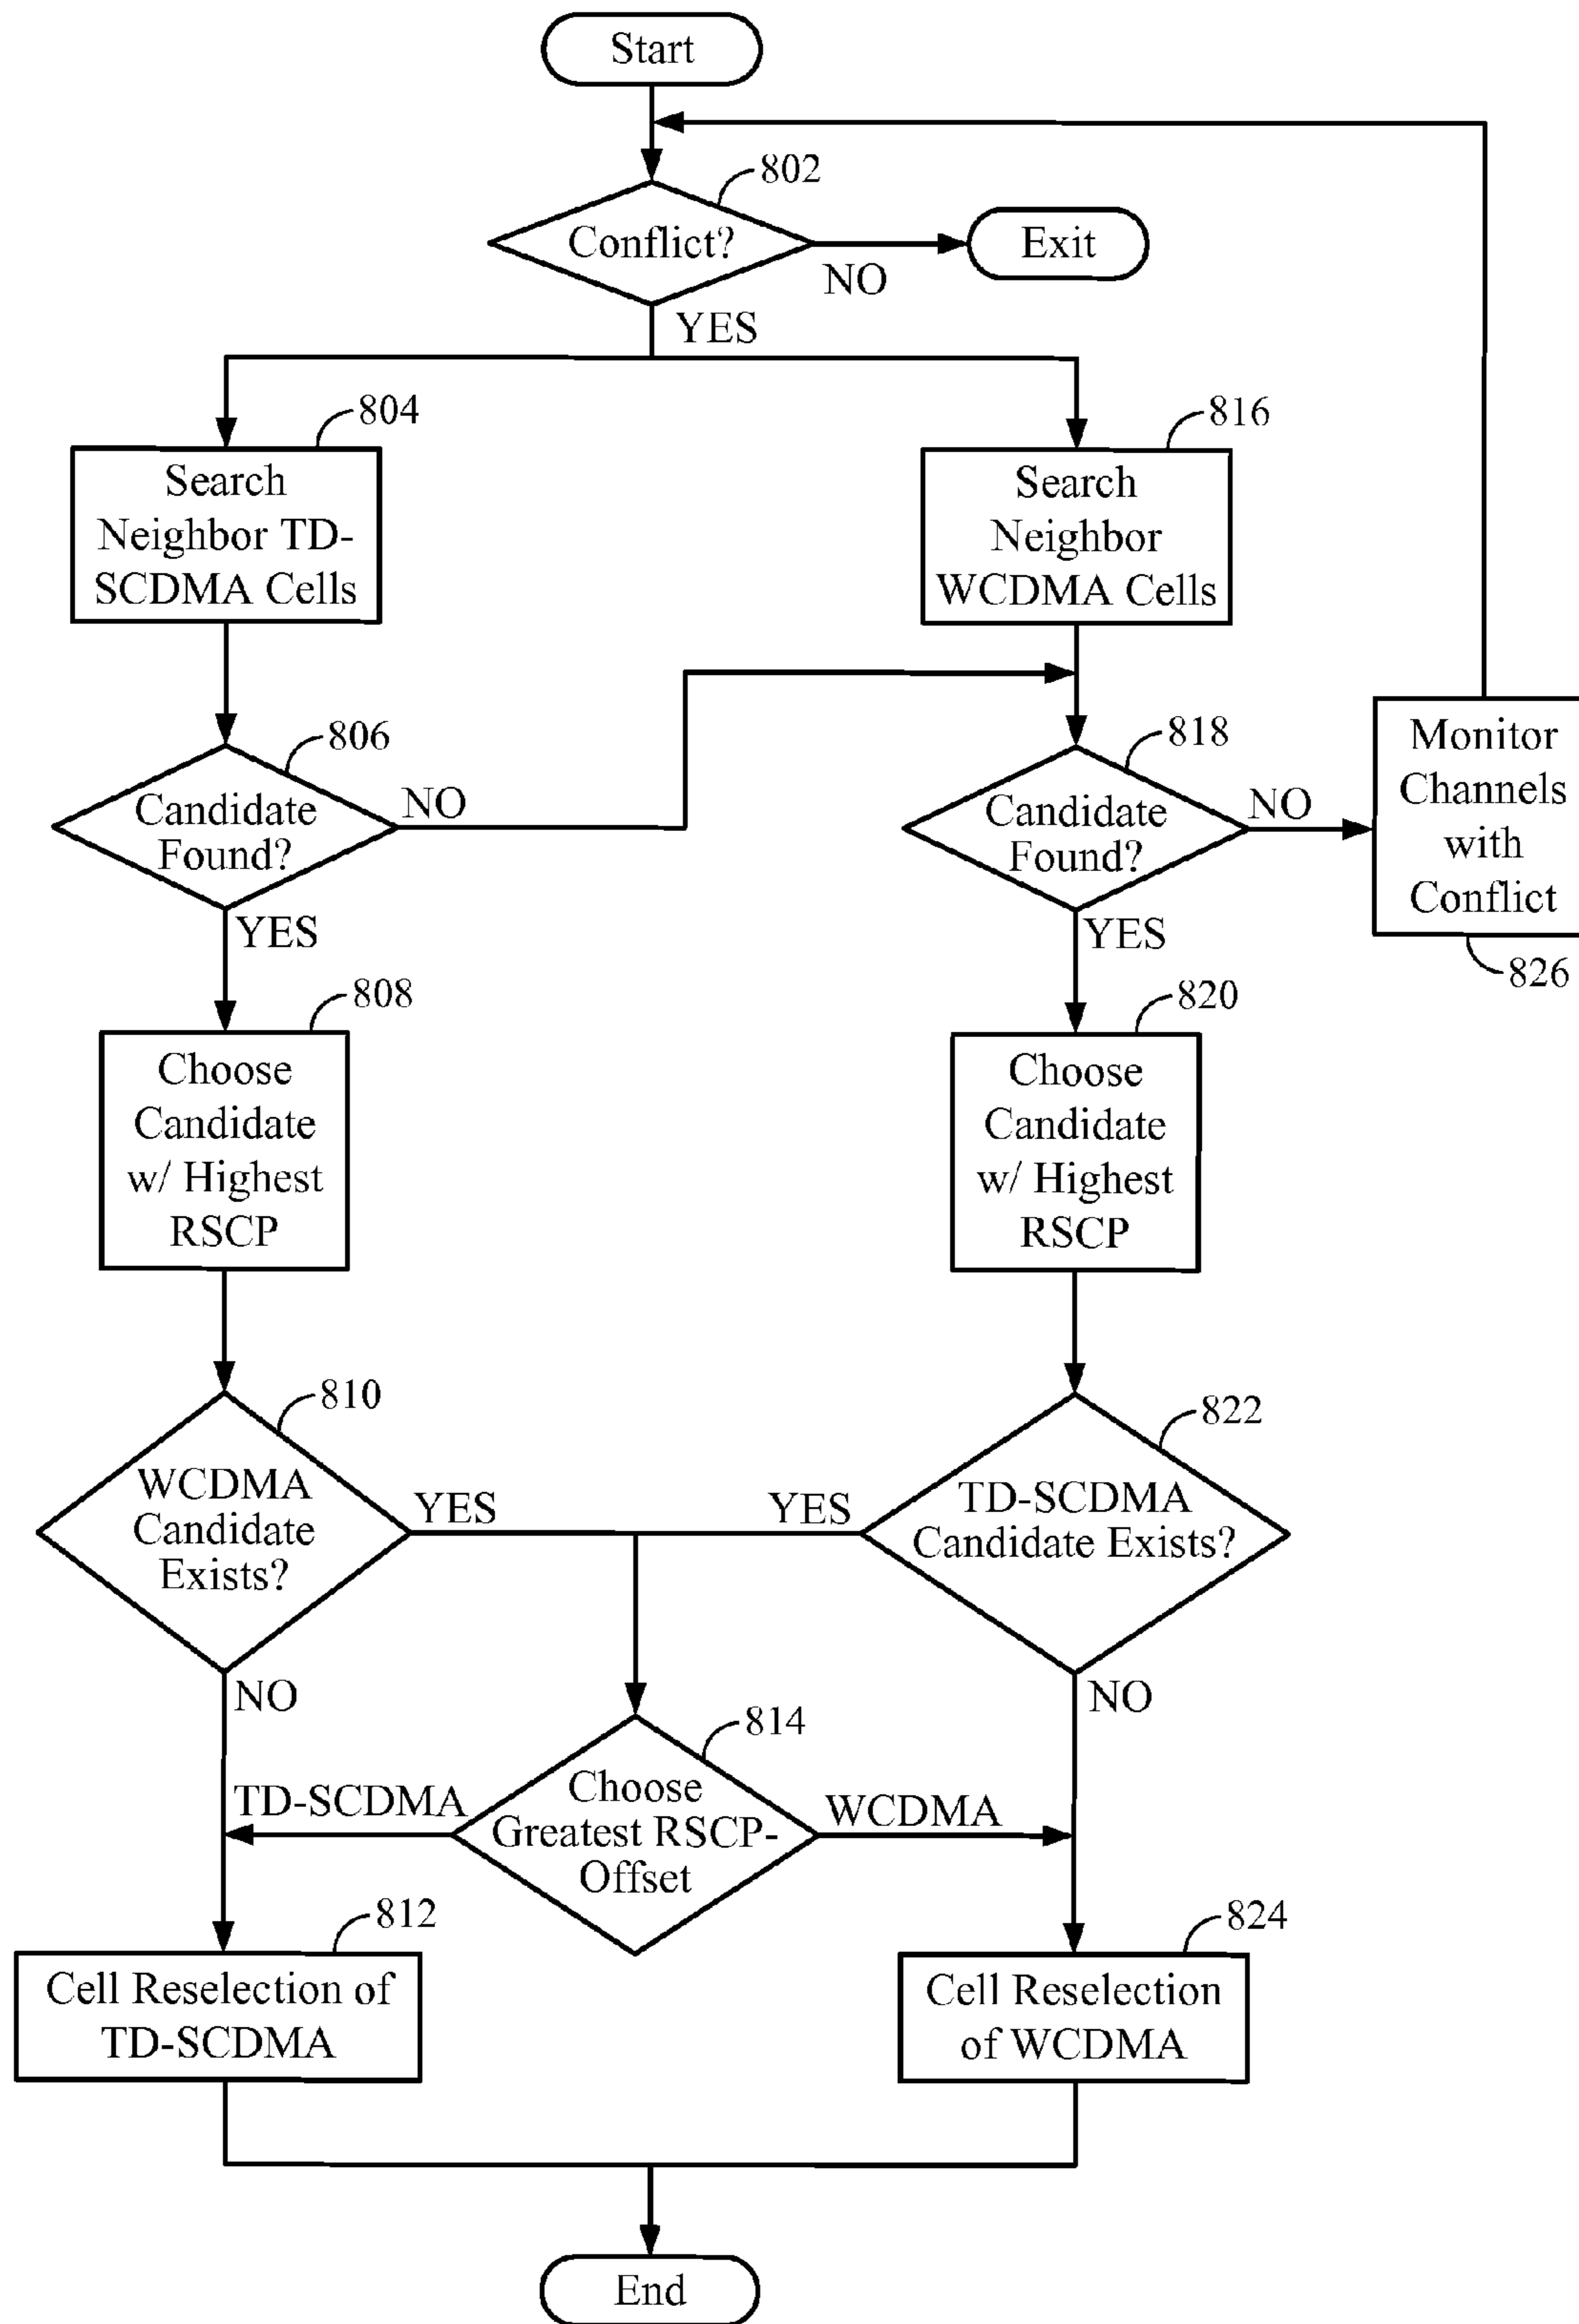 Start
802
Conflict?
NO
Exit
YES
804
Search
Neighbor TD-
SCDMA Cells
816
Search
Neighbor
WCDMA Cells
806
Candidate
Found?
NO
YES
818
Candidate
Found?
NO
YES
Monitor
Channels
with
Conflict
826
808
Choose
Candidate
w/ Highest
RSCP
820
Choose
Candidate
w/ Highest
RSCP
810
WCDMA
Candidate
Exists?
YES
NO
822
TD-SCDMA
Candidate Exists?
YES
NO
814
Choose
Greatest RSCP-
Offset
TD-SCDMA
WCDMA
812
Cell Reselection of
TD-SCDMA
824
Cell Reselection
of WCDMA
End